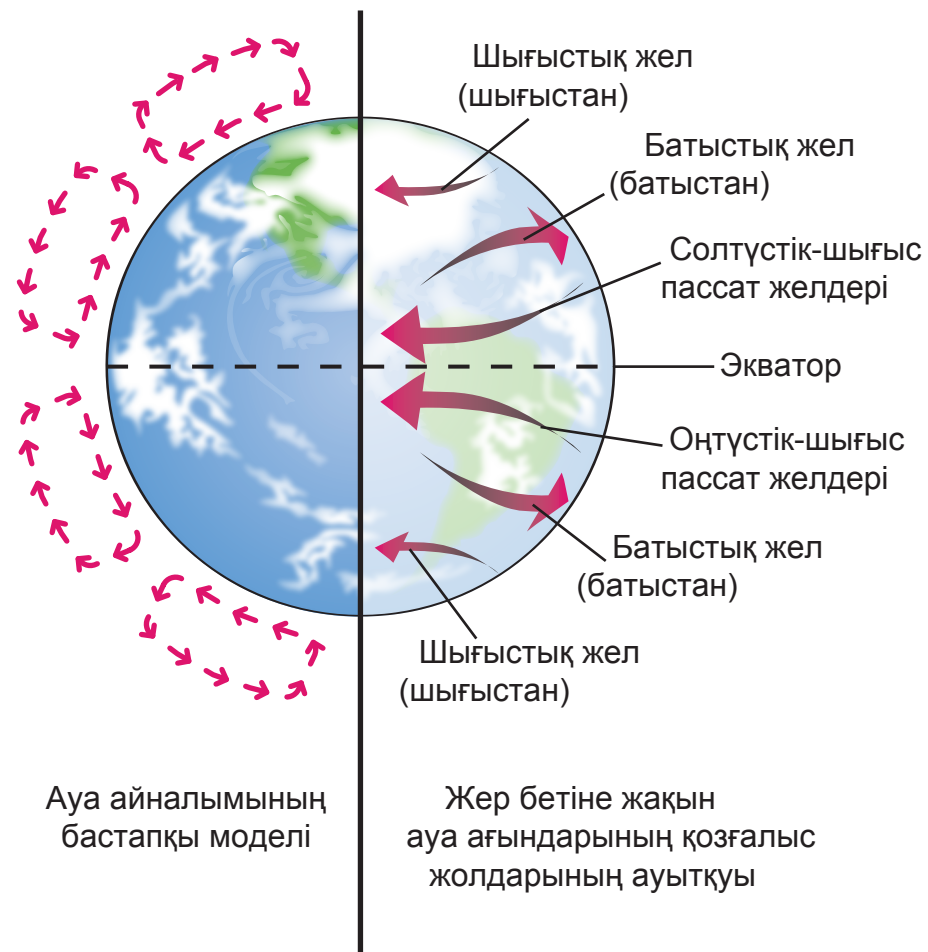 Шығыстық жел
(шығыстан)
Батыстық жел
(батыстан)
Солтүстік-шығыс
пассат желдері
Экватор
Оңтүстік-шығыс
пассат желдері
Батыстық жел
(батыстан)
Шығыстық жел
(шығыстан)
Ауа айналымының
бастапқы моделі
Жер бетіне жақын
ауа ағындарының қозғалыс
жолдарының ауытқуы